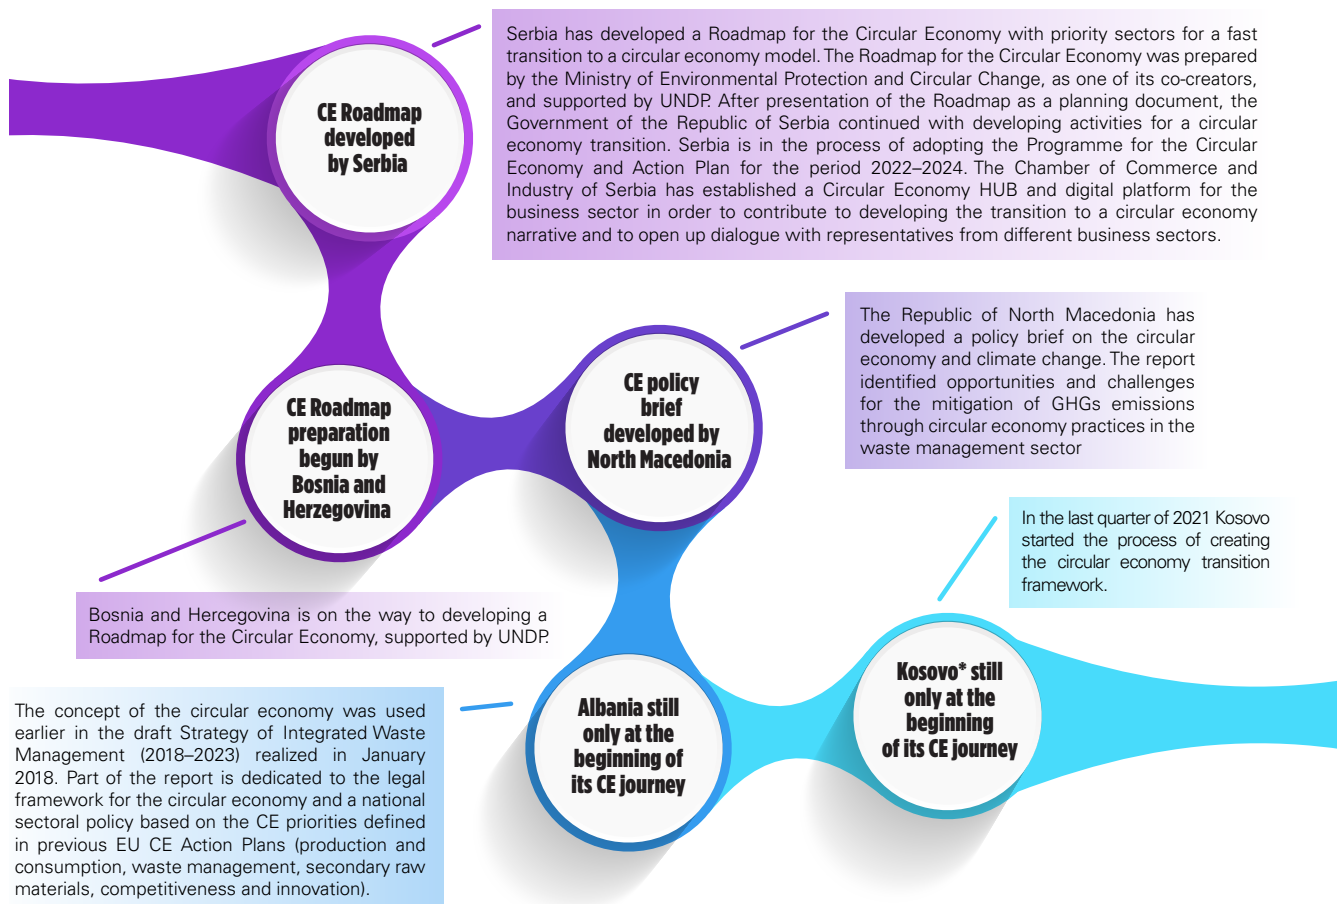 CE Roadmap
developed
by Serbia
Serbia has developed a Roadmap for the Circular Economy with priority sectors for a fast
transition to a circular economy model. The Roadmap for the Circular Economy was prepared
by the Ministry of Environmental Protection and Circular Change, as one of its co-creators,
and supported by UNDP. After presentation of the Roadmap as a planning document, the
Government of the Republic of Serbia continued with developing activities for a circular
economy transition. Serbia is in the process of adopting the Programme for the Circular
Economy and Action Plan for the period 2022–2024. The Chamber of Commerce and
Industry of Serbia has established a Circular Economy HUB and digital platform for the
business sector in order to contribute to developing the transition to a circular economy
narrative and to open up dialogue with representatives from different business sectors.
CE Roadmap
preparation
begun by
Bosnia and
Herzegovina
Bosnia and Hercegovina is on the way to developing a
Roadmap for the Circular Economy, supported by UNDP.
CE policy
brief
developed by
North Macedonia
The Republic of North Macedonia has
developed a policy brief on the circular
economy and climate change. The report
identified opportunities and challenges
for the mitigation of GHGs emissions
through circular economy practices in the
waste management sector
Albania still
only at the
beginning of
its CE journey
The concept of the circular economy was used
earlier in the draft Strategy of Integrated Waste
Management (2018–2023) realized in January
2018. Part of the report is dedicated to the legal
framework for the circular economy and a national
sectoral policy based on the CE priorities defined
in previous EU CE Action Plans (production and
consumption, waste management, secondary raw
materials, competitiveness and innovation).
Kosovo* still
only at the
beginning
of its CE journey
In the last quarter of 2021 Kosovo
started the process of creating
the circular economy transition
framework.